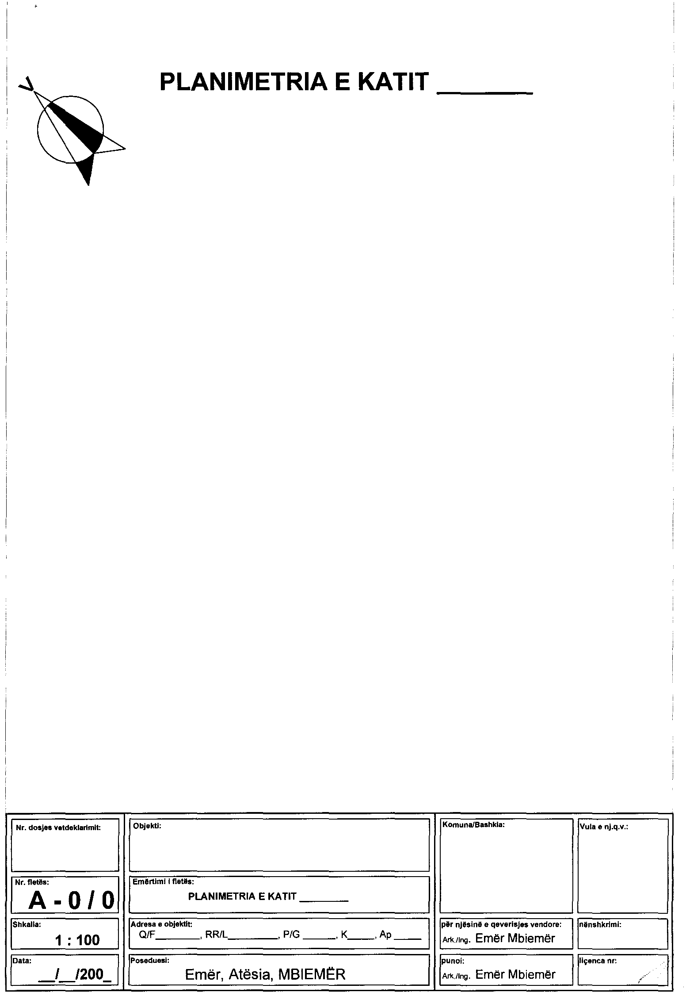 V
PLANIMETRIA E KATIT ______
Nr. dosjes vetdeklarimit:
Objekti:
Komuna/Bashkia:
Vula e nj.q.v.:
Nr. fletës:
A - 0 / 0
Emërtimi i fletës:
PLANIMETRIA E KATIT ______
Shkalla:
1 : 100
Adresa e objektit:
Q/F________, RR/L_________, P/G ______, K_____, Ap _____
për njësinë e qeverisjes vendore:
Ark./Ing. Emër Mbiemër
nënshkrimi:
Data:
__/__/200_
Poseduesi:
Emër, Atësia, MBIEMËR
punoi:
Ark./Ing. Emër Mbiemër
liçenca nr: